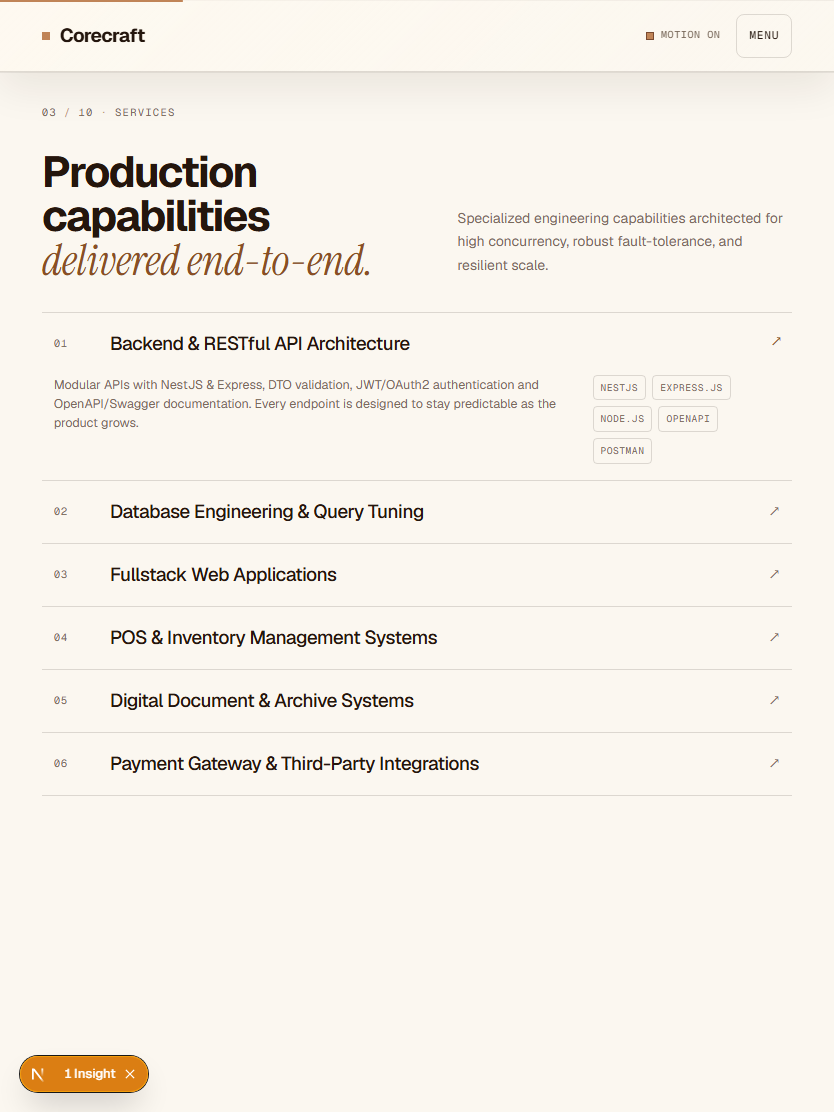 Corecraft
MOTION ON
MENU
03 / 10 · SERVICES
Production
capabilities
delivered end-to-end.
Specialized engineering capabilities architected for
high concurrency, robust fault-tolerance, and
resilient scale.
01 Backend & RESTful API Architecture ↗
Modular APIs with NestJS & Express, DTO validation, JWT/OAuth2 authentication and
OpenAPI/Swagger documentation. Every endpoint is designed to stay predictable as the
product grows.
NESTJS EXPRESS.JS
NODE.JS OPENAPI
POSTMAN
02 Database Engineering & Query Tuning ↗
03 Fullstack Web Applications ↗
04 POS & Inventory Management Systems ↗
05 Digital Document & Archive Systems ↗
06 Payment Gateway & Third-Party Integrations ↗
N 1 Insight ×